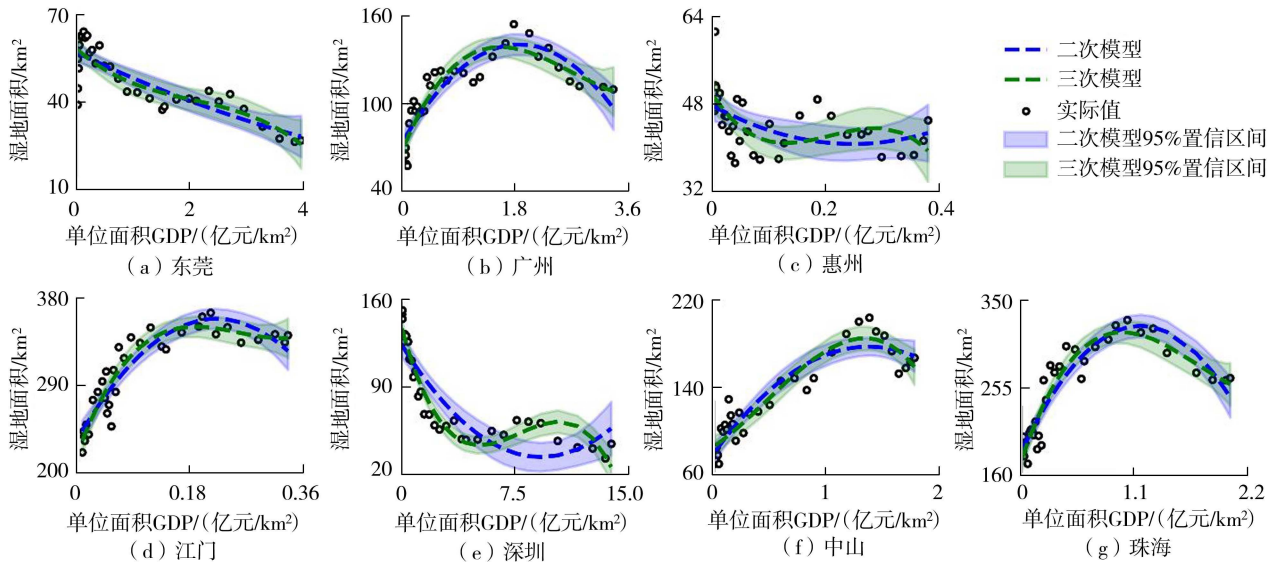 70
40
10
湿地面积/km²
0
2
4
单位面积GDP/(亿元/km²)
(a)东莞
160
100
40
湿地面积/km²
0
1.8
3.6
单位面积GDP/(亿元/km²)
(b)广州
64
48
32
湿地面积/km²
0
0.2
0.4
单位面积GDP/(亿元/km²)
(c)惠州
二次模型
三次模型
实际值
二次模型95%置信区间
三次模型95%置信区间
380
290
200
湿地面积/km²
0
0.18
0.36
单位面积GDP/(亿元/km²)
(d)江门
160
90
20
湿地面积/km²
0
7.5
15.0
单位面积GDP/(亿元/km²)
(e)深圳
220
140
60
湿地面积/km²
0
1
2
单位面积GDP/(亿元/km²)
(f)中山
350
255
160
湿地面积/km²
0
1.1
2.2
单位面积GDP/(亿元/km²)
(g)珠海